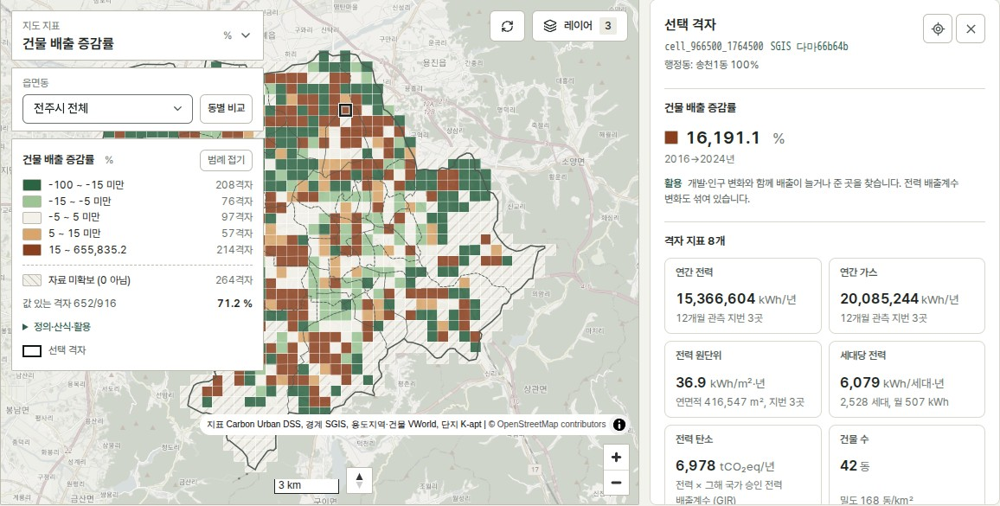 지도 지표
건물 배출 증감률
%
레이어 3
읍면동
전주시 전체
동별 비교
건물 배출 증감률 %
범례 접기
-100 ~ -15 미만 208격자
-15 ~ -5 미만 76격자
-5 ~ 5 미만 97격자
5 ~ 15 미만 57격자
15 ~ 655,835.2 214격자
자료 미확보 (0 아님) 264격자
값 있는 격자 652/916 71.2 %
정의·산식·활용
선택 격자
용진읍
소양면
상관면
봉남면
금산면
구이면
17
지도 Carbon Urban DSS, 경계 SGIS, 용도지역·건물 VWorld, 단지 K-apt | © OpenStreetMap contributors
3 km
선택 격자
cell_966500_1764500 SGIS 다마66b64b
행정동: 송천1동 100%
건물 배출 증감률
16,191.1 %
2016→2024년
활용 개발·인구 변화와 함께 배출이 늘거나 준 곳을 찾습니다. 전력 배출계수
변화도 섞여 있습니다.
격자 지표 8개
연간 전력
15,366,604 kWh/년
12개월 관측 지번 3곳
연간 가스
20,085,244 kWh/년
12개월 관측 지번 3곳
전력 원단위
36.9 kWh/m²·년
연면적 416,547 m², 지번 3곳
세대당 전력
6,079 kWh/세대·년
2,528 세대, 월 507 kWh
전력 탄소
6,978 tCO₂eq/년
전력 × 그해 국가 승인 전력
배출계수 (GIR)
건물 수
42 동
밀도 168 동/km²